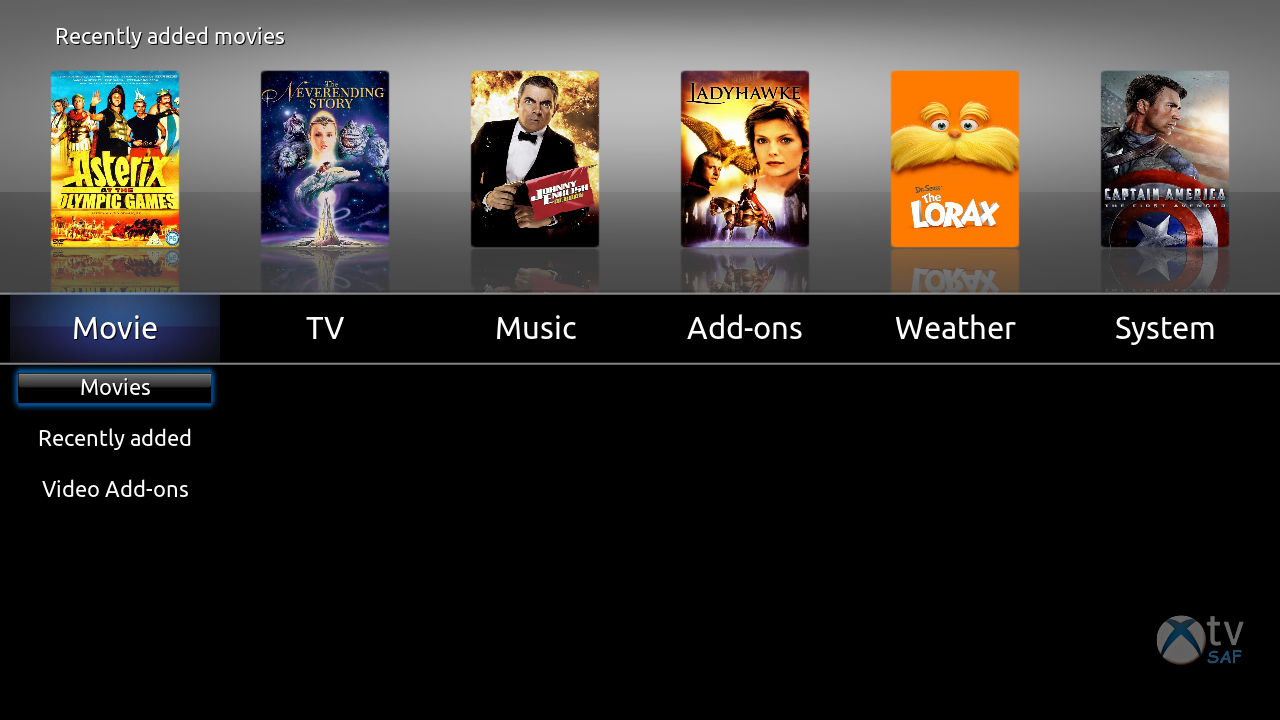 Recently added movies
Asterix
AT THE
OLYMPIC GAMES
PG
The
NEVERENDING
STORY
JOHNNY
ENGLISH
LADYHAWKE
Dr. Seuss'
The
LORAX
CAPTAIN AMERICA
THE FIRST AVENGER
Movie
TV
Music
Add-ons
Weather
System
Movies
Recently added
Video Add-ons
tv
SAF